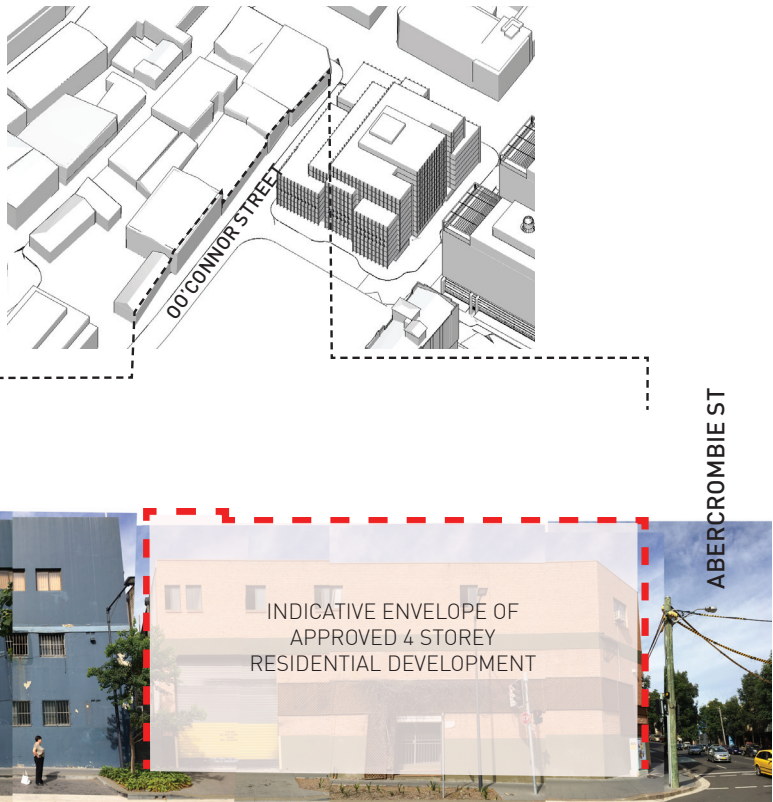 OO'CONNOR STREET
ABERCROMBIE ST
INDICATIVE ENVELOPE OF
APPROVED 4 STOREY
RESIDENTIAL DEVELOPMENT